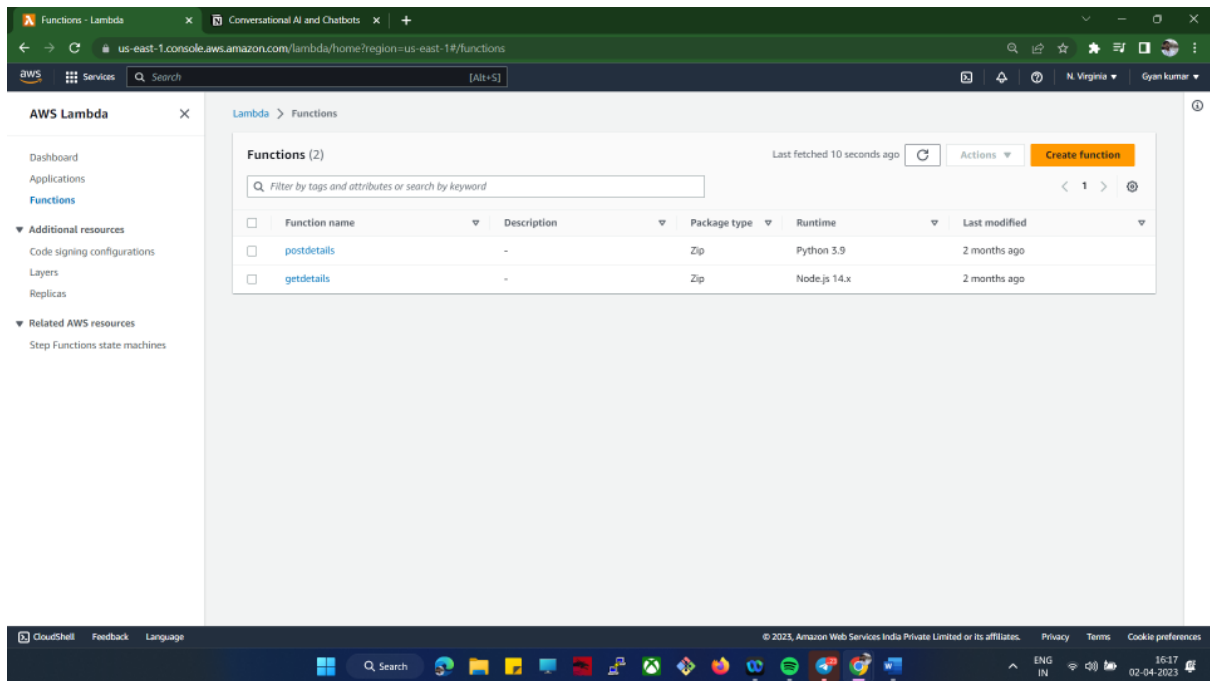 Functions - Lambda
Conversational AI and Chatbots
us-east-1.console.aws.amazon.com/lambda/home?region=us-east-1#/functions
aws Services Search [Alt+S] N. Virginia Gyan kumar
AWS Lambda
Lambda > Functions
Dashboard
Applications
Functions
Additional resources
Code signing configurations
Layers
Replicas
Related AWS resources
Step Functions state machines
Functions (2) Last fetched 10 seconds ago Actions Create function
Filter by tags and attributes or search by keyword 1
Function name Description Package type Runtime Last modified
postdetails - Zip Python 3.9 2 months ago
getdetails - Zip Node.js 14.x 2 months ago
CloudShell Feedback Language © 2023, Amazon Web Services India Private Limited or its affiliates. Privacy Terms Cookie preferences
Search ENG 16:17
IN 02-04-2023